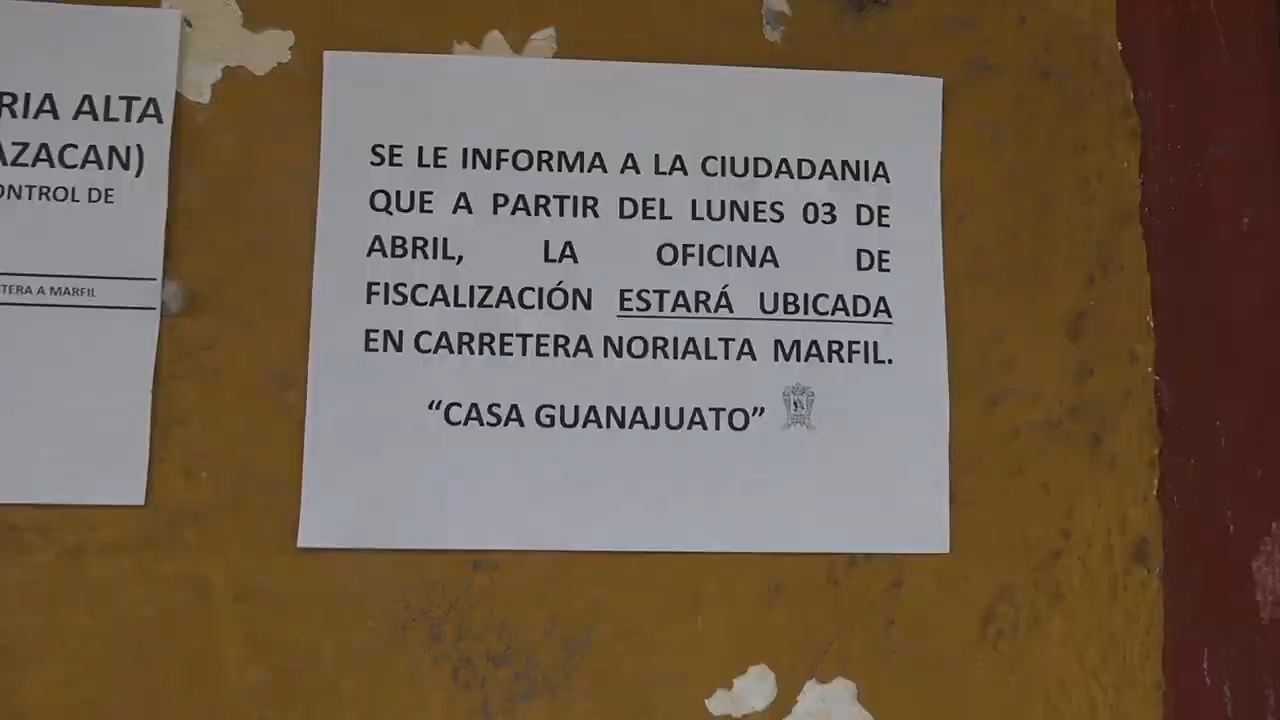 RIA ALTA
AZACAN)
ONTROL DE
TERA A MARFIL
SE LE INFORMA A LA CIUDADANIA
QUE A PARTIR DEL LUNES 03 DE
ABRIL, LA OFICINA DE
FISCALIZACIÓN ESTARÁ UBICADA
EN CARRETERA NORIALTA MARFIL.
“CASA GUANAJUATO”